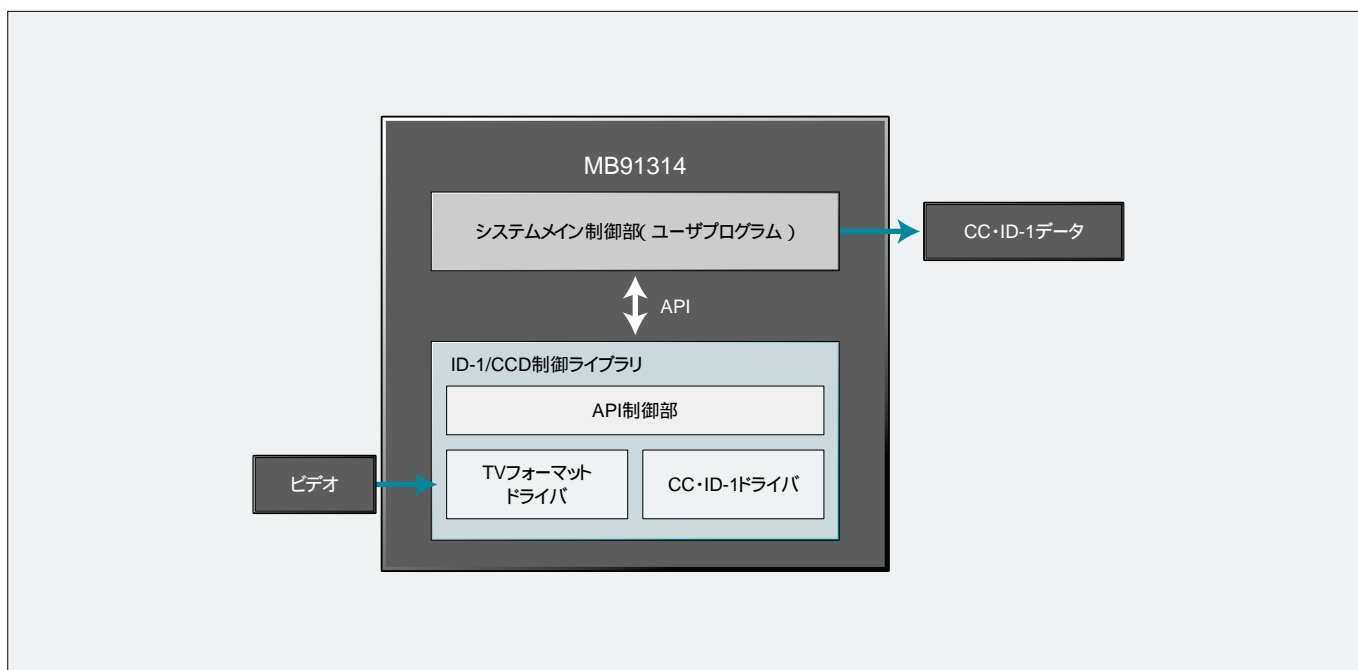 MB91314
システムメイン制御部( ユーザプログラム )
CC・ID-1データ
API
ID-1/CCD制御ライブラリ
API制御部
ビデオ
TVフォーマット
ドライバ
CC・ID-1ドライバ